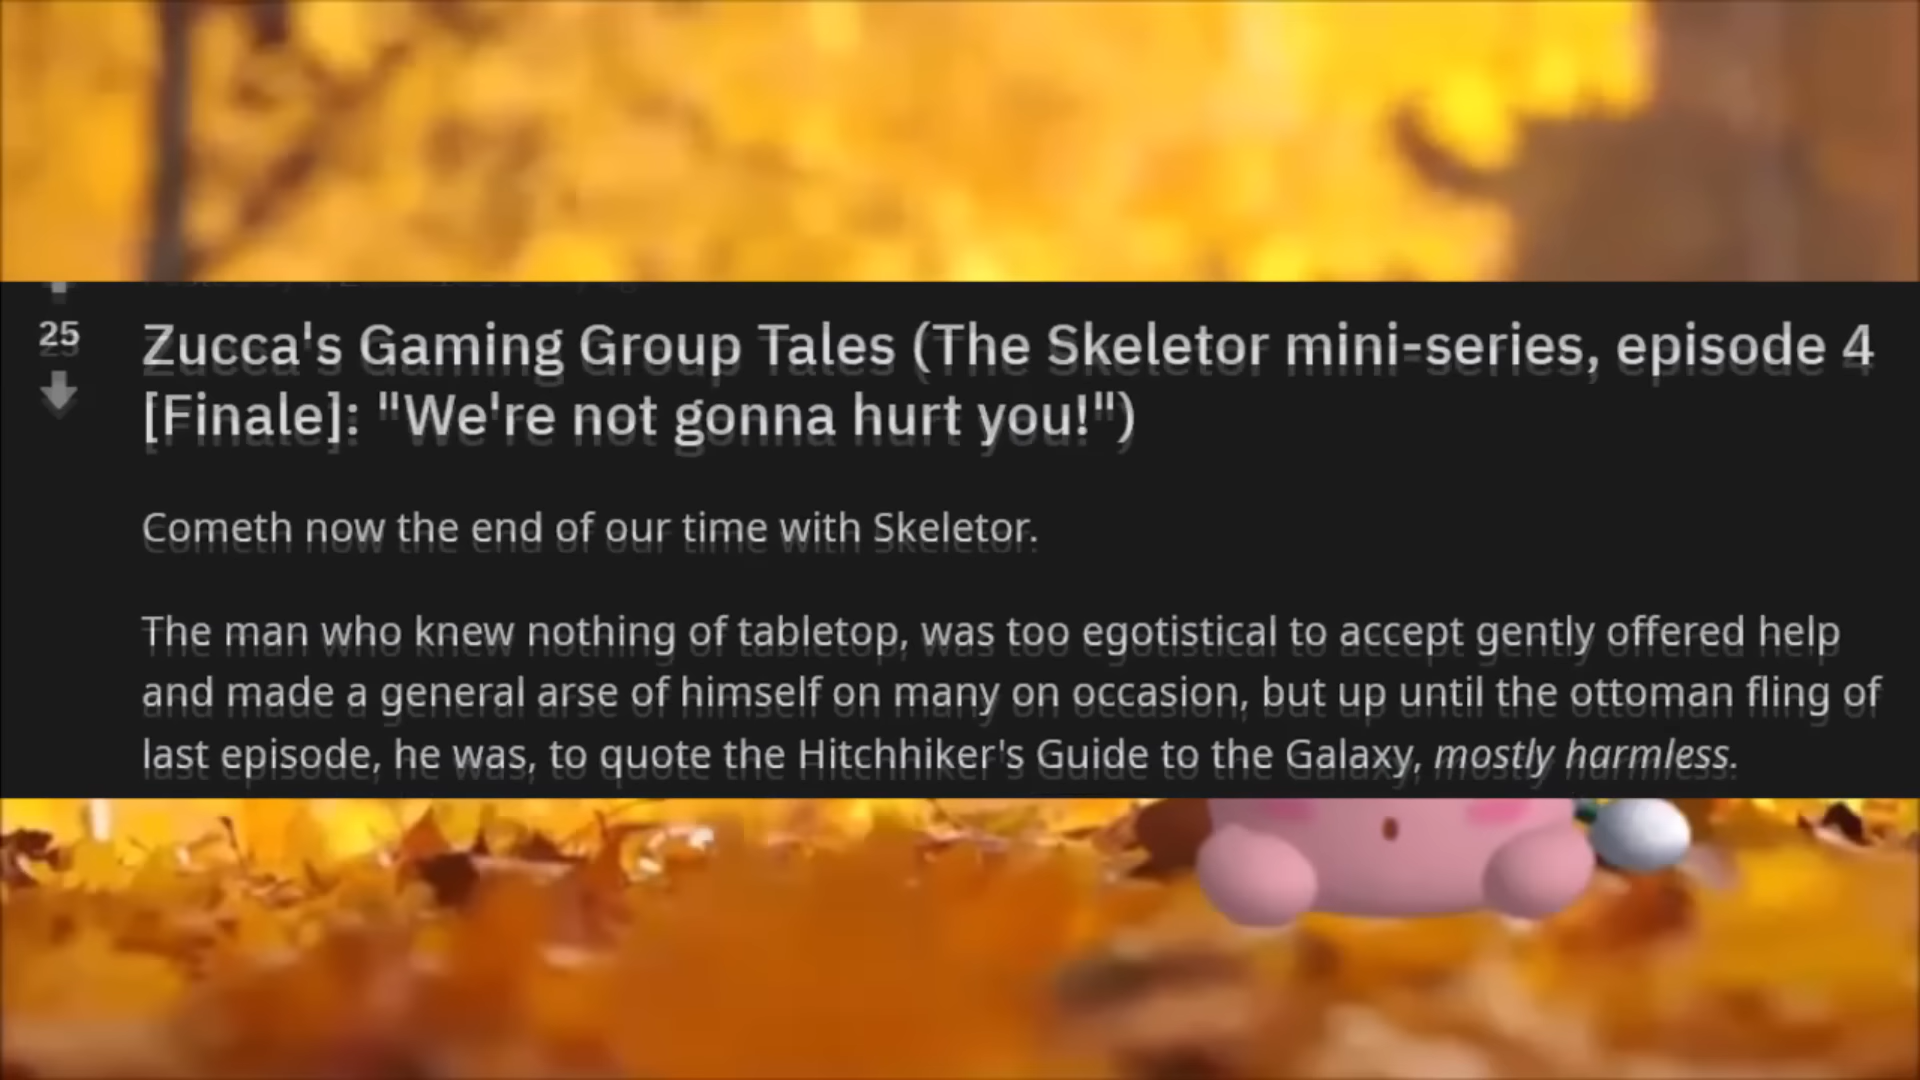 25
Zucca's Gaming Group Tales (The Skeletor mini-series, episode 4
[Finale]: "We're not gonna hurt you!")
Cometh now the end of our time with Skeletor.
The man who knew nothing of tabletop, was too egotistical to accept gently offered help
and made a general arse of himself on many on occasion, but up until the ottoman fling of
last episode, he was, to quote the Hitchhiker's Guide to the Galaxy, mostly harmless.